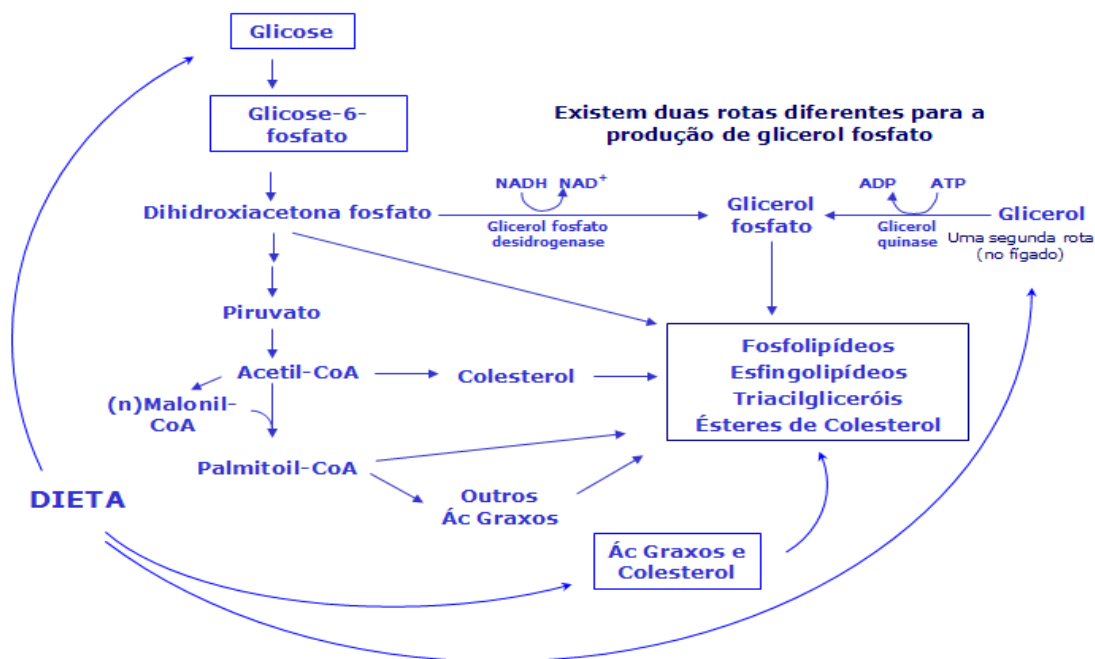 Glicose
Glicose-6-
fosfato
Existem duas rotas diferentes para a
produção de glicerol fosfato
NADH NAD+
ADP ATP
Dihidroxiacetona fosfato
Glicerol fosfato
desidrogenase
Glicerol
fosfato
Glicerol
quinase
Glicerol
Uma segunda rota
(no fígado)
Piruvato
Acetil-CoA
Colesterol
(n)Malonil-
CoA
Palmitoil-CoA
Outros
Ác Graxos
Fosfolipídeos
Esfingolipídeos
Triacilgliceróis
Ésteres de Colesterol
DIETA
Ác Graxos e
Colesterol